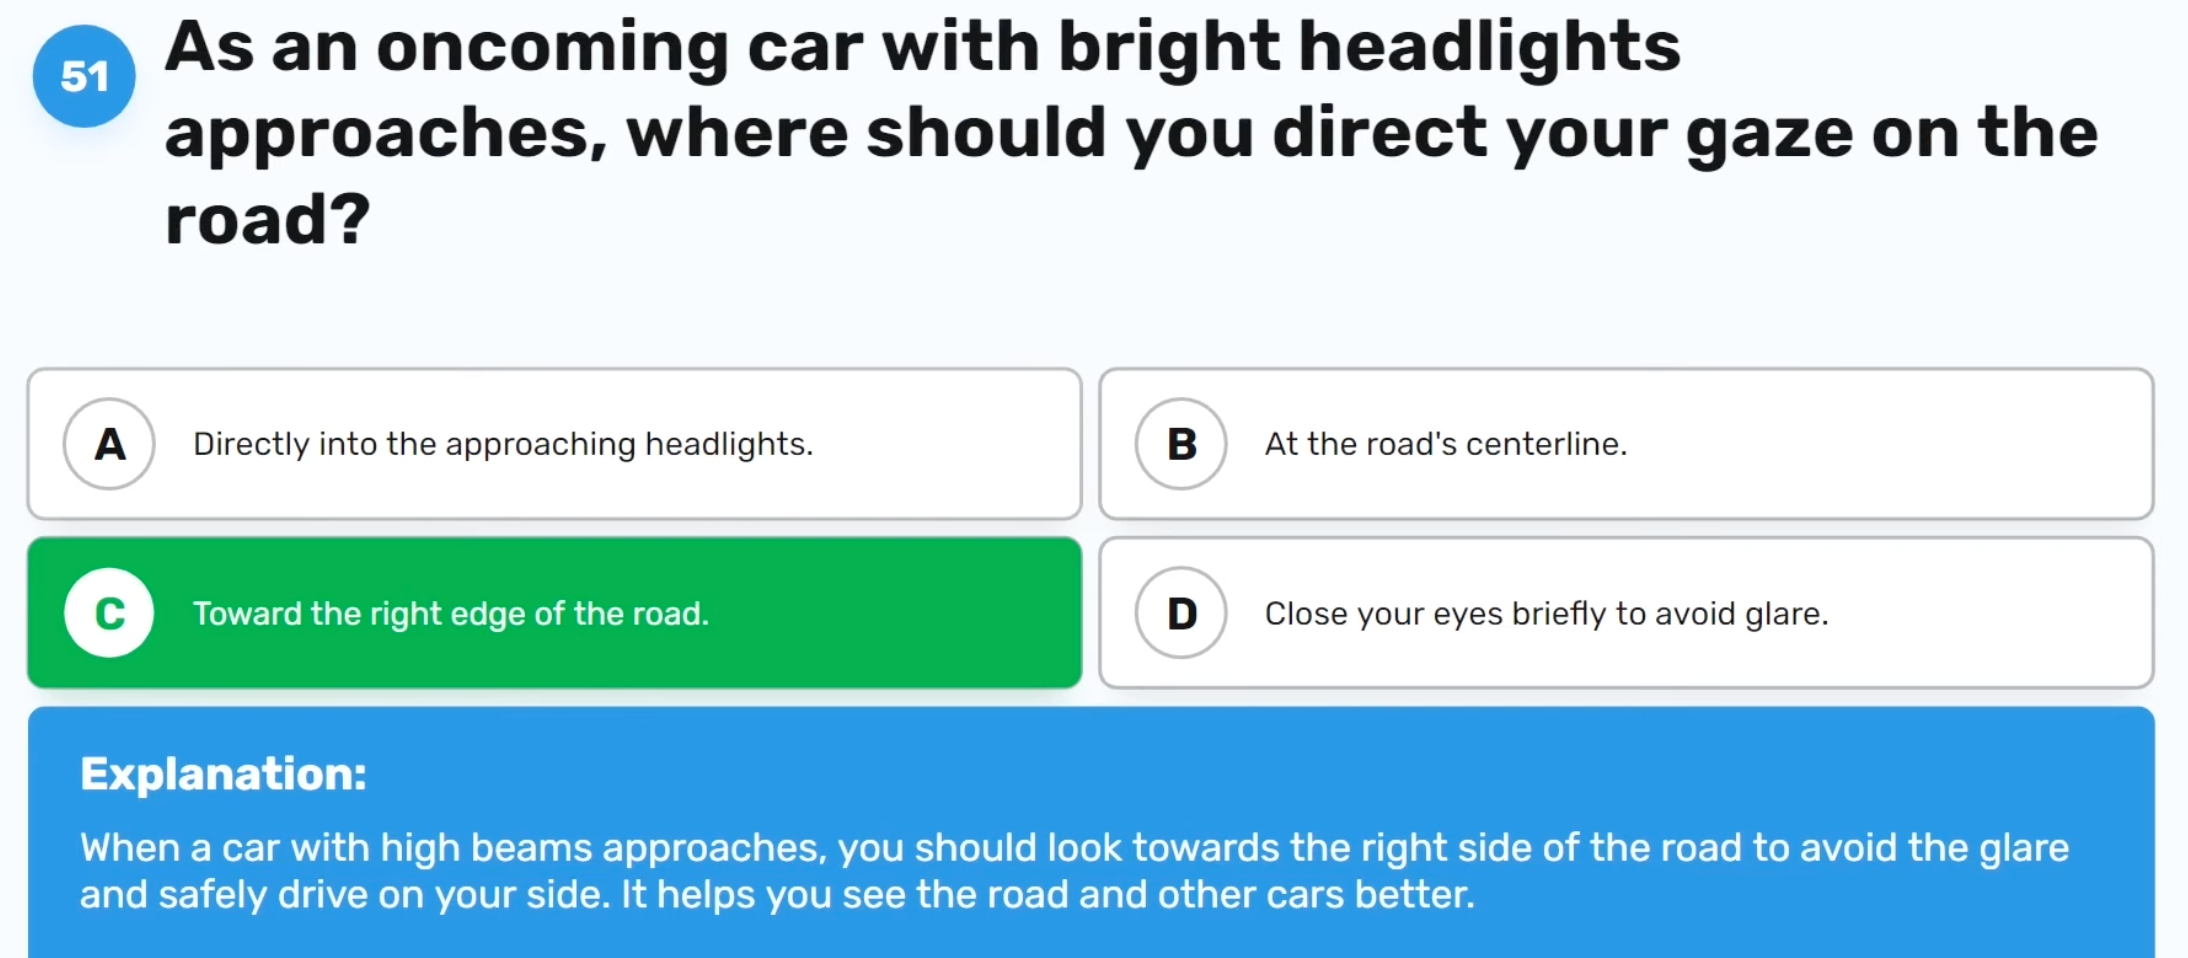 51
As an oncoming car with bright headlights
approaches, where should you direct your gaze on the
road?
A
Directly into the approaching headlights.
B
At the road's centerline.
C
Toward the right edge of the road.
D
Close your eyes briefly to avoid glare.
Explanation:
When a car with high beams approaches, you should look towards the right side of the road to avoid the glare
and safely drive on your side. It helps you see the road and other cars better.